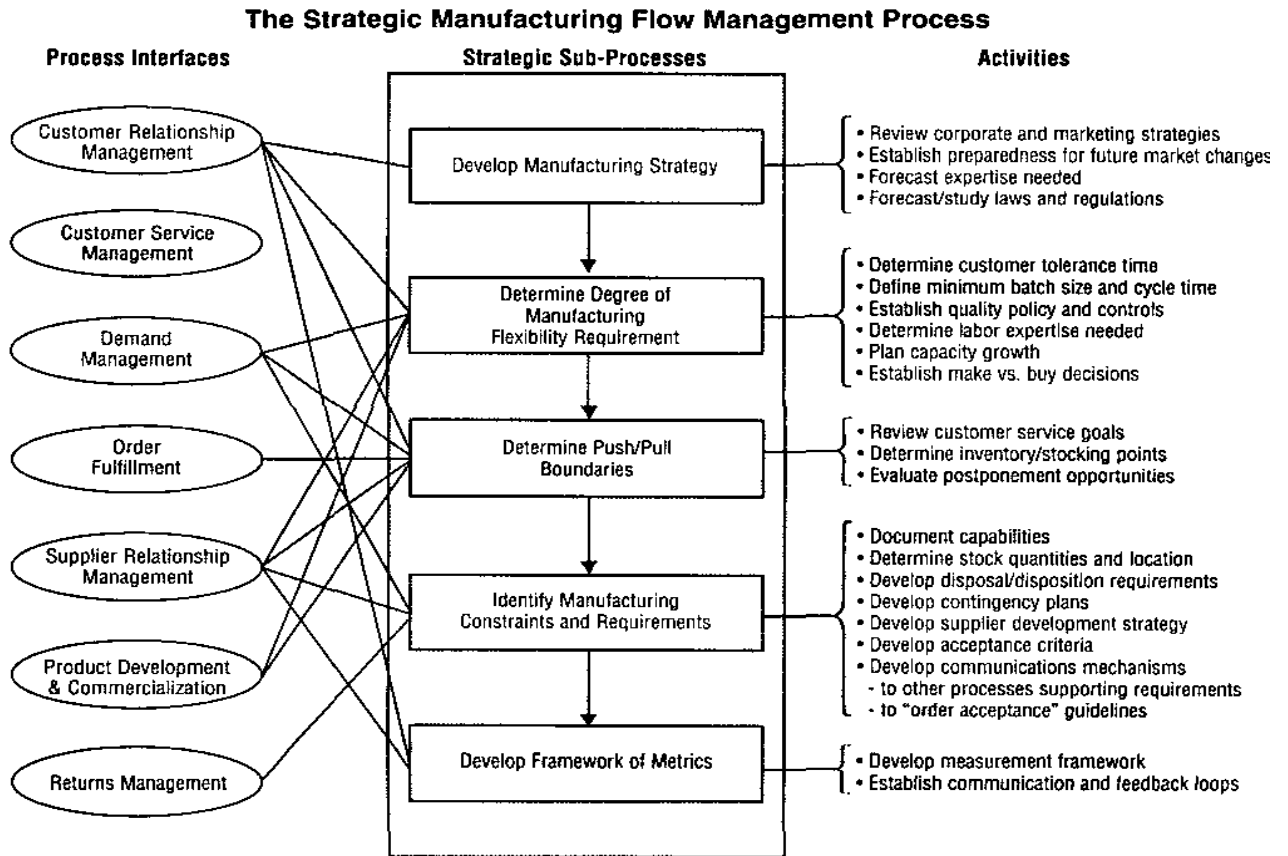 The Strategic Manufacturing Flow Management Process
Process Interfaces
Strategic Sub-Processes
Activities
Customer Relationship
Management
Customer Service
Management
Demand
Management
Order
Fulfillment
Supplier Relationship
Management
Product Development
& Commercialization
Returns Management
Develop Manufacturing Strategy
Determine Degree of
Manufacturing
Flexibility Requirement
Determine Push/Pull
Boundaries
Identify Manufacturing
Constraints and Requirements
Develop Framework of Metrics
• Review corporate and marketing strategies
• Establish preparedness for future market changes
• Forecast expertise needed
• Forecast/study laws and regulations
• Determine customer tolerance time
• Define minimum batch size and cycle time
• Establish quality policy and controls
• Determine labor expertise needed
• Plan capacity growth
• Establish make vs. buy decisions
• Review customer service goals
• Determine inventory/stocking points
• Evaluate postponement opportunities
• Document capabilities
• Determine stock quantities and location
• Develop disposal/disposition requirements
• Develop contingency plans
• Develop supplier development strategy
• Develop acceptance criteria
• Develop communications mechanisms
- to other processes supporting requirements
- to “order acceptance” guidelines
• Develop measurement framework
• Establish communication and feedback loops